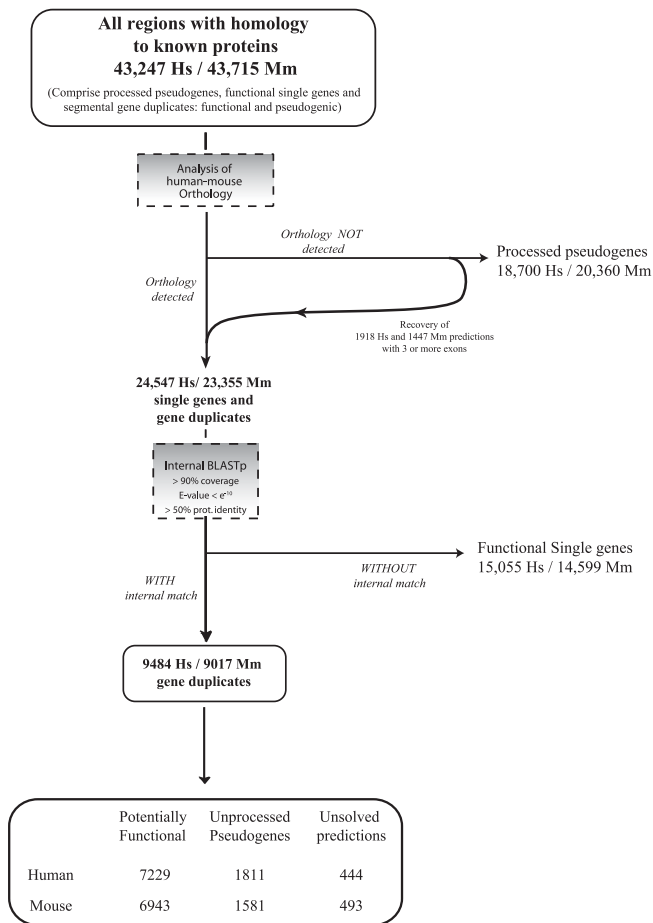 All regions with homology
to known proteins
43,247 Hs / 43,715 Mm
(Comprise processed pseudogenes, functional single genes and
segmental gene duplicates: functional and pseudogenic)
Analysis of
human-mouse
Orthology
Orthology NOT
detected
Processed pseudogenes
18,700 Hs / 20,360 Mm
Orthology
detected
Recovery of
1918 Hs and 1447 Mm predictions
with 3 or more exons
24,547 Hs/ 23,355 Mm
single genes and
gene duplicates
Internal BLASTp
> 90% coverage
E-value < e-10
> 50% prot. identity
Functional Single genes
15,055 Hs / 14,599 Mm
WITHOUT
internal match
WITH
internal match
9484 Hs / 9017 Mm
gene duplicates
Potentially Unprocessed Unsolved
Functional Pseudogenes predictions
Human 7229 1811 444
Mouse 6943 1581 493